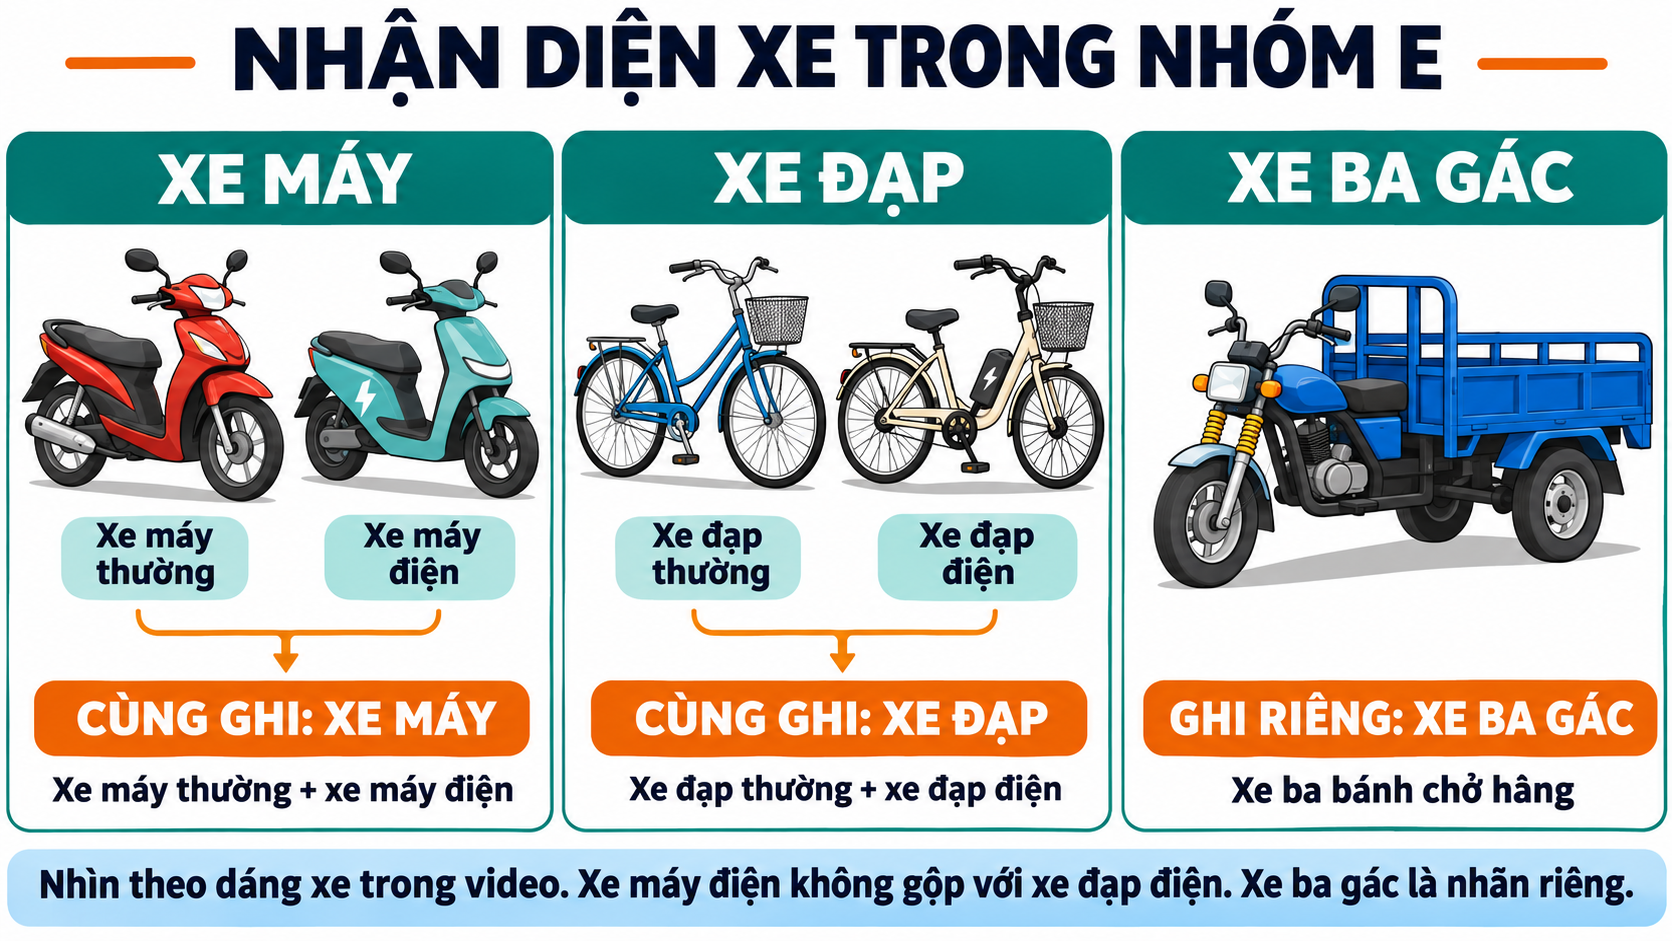 NHẬN DIỆN XE TRONG NHÓM E
XE MÁY
Xe máy
thường
Xe máy
điện
CÙNG GHI: XE MÁY
Xe máy thường + xe máy điện
XE ĐẠP
Xe đạp
thường
Xe đạp
điện
CÙNG GHI: XE ĐẠP
Xe đạp thường + xe đạp điện
XE BA GÁC
GHI RIÊNG: XE BA GÁC
Xe ba bánh chở hâng
Nhìn theo dáng xe trong video. Xe máy điện không gộp với xe đạp điện. Xe ba gác là nhãn riêng.